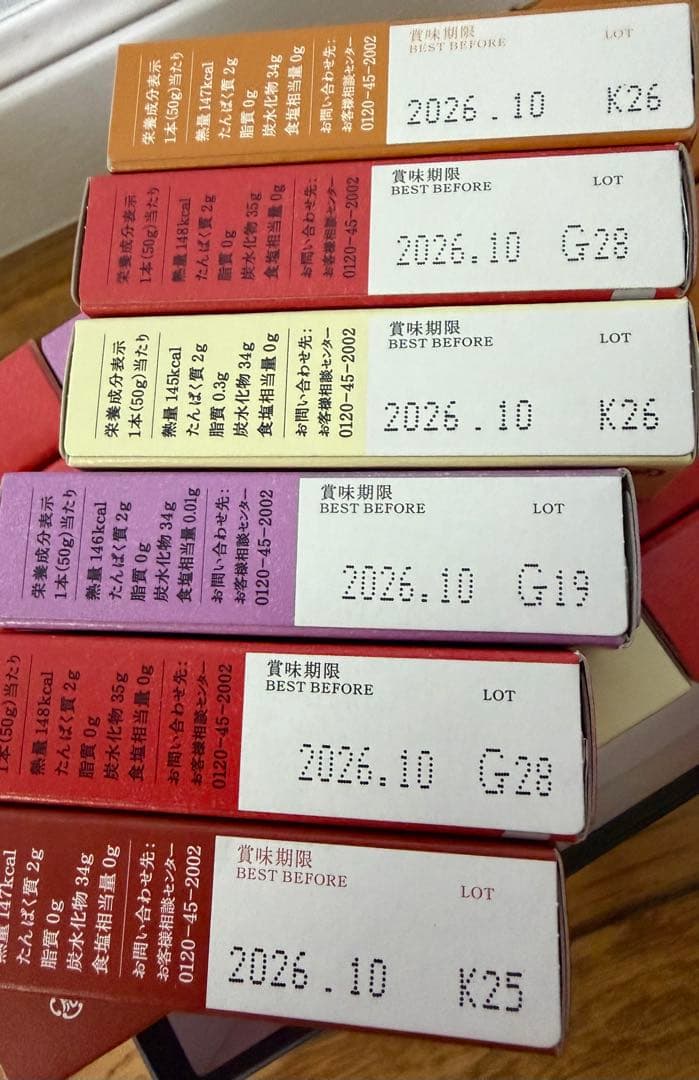 栄養成分表示
1本(50g)当たり
熱量 147kcal
たんぱく質 2g
脂質 0g
炭水化物 34g
食塩相当量 0g
お問い合わせ先:
お客様相談センター
0120-45-2002
賞味期限
BEST BEFORE
LOT
2026.10 K26
栄養成分表示
1本(50g)当たり
熱量 148kcal
たんぱく質 2g
脂質 0g
炭水化物 35g
食塩相当量 0g
お問い合わせ先:
お客様相談センター
0120-45-2002
賞味期限
BEST BEFORE
LOT
2026.10 G28
栄養成分表示
1本(50g)当たり
熱量 145kcal
たんぱく質 2g
脂質 0.3g
炭水化物 34g
食塩相当量 0g
お問い合わせ先:
お客様相談センター
0120-45-2002
賞味期限
BEST BEFORE
LOT
2026.10 K26
栄養成分表示
1本(50g)当たり
熱量 146kcal
たんぱく質 2g
脂質 0g
炭水化物 34g
食塩相当量 0.01g
お問い合わせ先:
お客様相談センター
0120-45-2002
賞味期限
BEST BEFORE
LOT
2026.10 G19
1本(50g)当たり
熱量 148kcal
たんぱく質 2g
脂質 0g
炭水化物 35g
食塩相当量 0g
お問い合わせ先:
お客様相談センター
0120-45-2002
賞味期限
BEST BEFORE
LOT
2026.10 G28
熱量 147kcal
たんぱく質 2g
脂質 0g
炭水化物 34g
食塩相当量 0g
お問い合わせ先:
お客様相談センター
0120-45-2002
賞味期限
BEST BEFORE
LOT
2026.10 K25